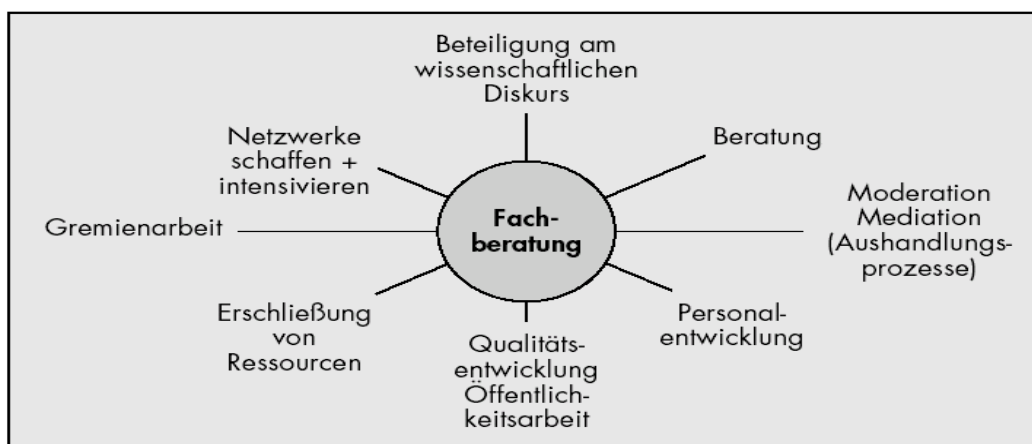 Beteiligung am
wissenschaftlichen
Diskurs
Netzwerke
schaffen +
intensivieren
Beratung
Gremienarbeit
Fach-
beratung
Moderation
Mediation
(Aushandlungs-
prozesse)
Erschließung
von
Ressourcen
Qualitäts-
entwicklung
Öffentlich-
keitsarbeit
Personal-
entwicklung